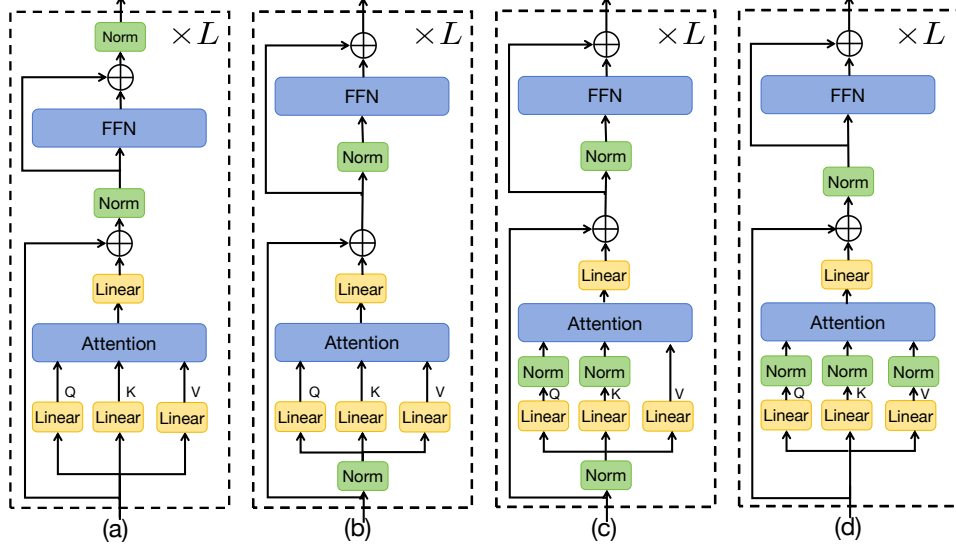 Norm
× L
FFN
Norm
Linear
Attention
Q K V
Linear Linear Linear
(a)
× L
FFN
Norm
Linear
Attention
Q K V
Linear Linear Linear
Norm
(b)
× L
FFN
Norm
Linear
Attention
Norm Norm
Q K V
Linear Linear Linear
Norm
(c)
× L
FFN
Norm
Linear
Attention
Norm Norm Norm
Q K V
Linear Linear Linear
(d)